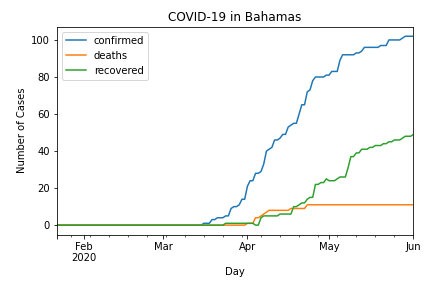 COVID-19 in Bahamas
confirmed
deaths
recovered
Number of Cases
100
80
60
40
20
0
Feb
2020
Mar
Apr
May
Jun
Day